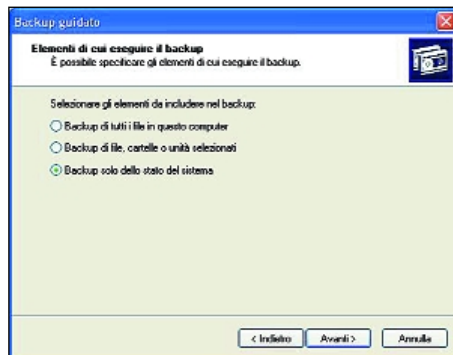 Backup guidato
Elementi di cui eseguire il backup
È possibile specificare gli elementi di cui eseguire il backup.
Selezionare gli elementi da includere nel backup:
Backup di tutti i file in questo computer
Backup di file, cartelle o unità selezionati
Backup solo dello stato del sistema
< Indietro
Avanti >
Annulla